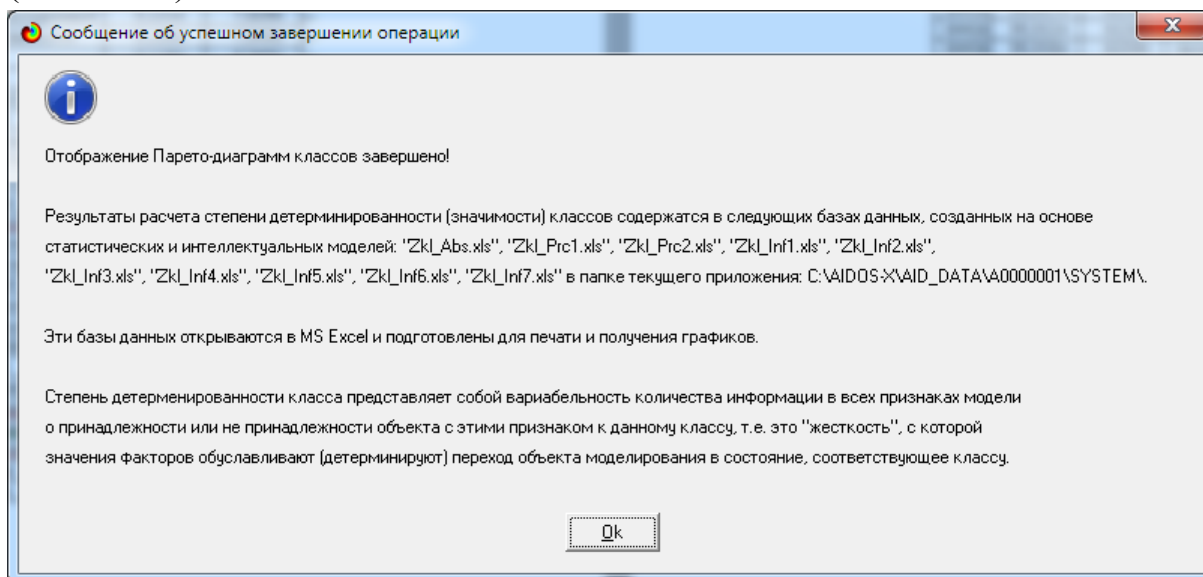 Сообщение об успешном завершении операции
Отображение Парето-диаграмм классов завершено!
Результаты расчета степени детерминированности (значимости) классов содержатся в следующих базах данных, созданных на основе
статистических и интеллектуальных моделей: "Zkl_Abs.xls", "Zkl_Prc1.xls", "Zkl_Prc2.xls", "Zkl_Inf1.xls", "Zkl_Inf2.xls",
"Zkl_Inf3.xls", "Zkl_Inf4.xls", "Zkl_Inf5.xls", "Zkl_Inf6.xls", "Zkl_Inf7.xls" в папке текущего приложения: C:\AIDOS-X\AID_DATA\A0000001\SYSTEM\.
Эти базы данных открываются в MS Excel и подготовлены для печати и получения графиков.
Степень детерменированности класса представляет собой вариабельность количества информации в всех признаках модели
о принадлежности или не принадлежности объекта с этими признаком к данному классу, т.е. это "жесткость", с которой
значения факторов обуславливают (детерминируют) переход объекта моделирования в состояние, соответствующее классу.
Ok